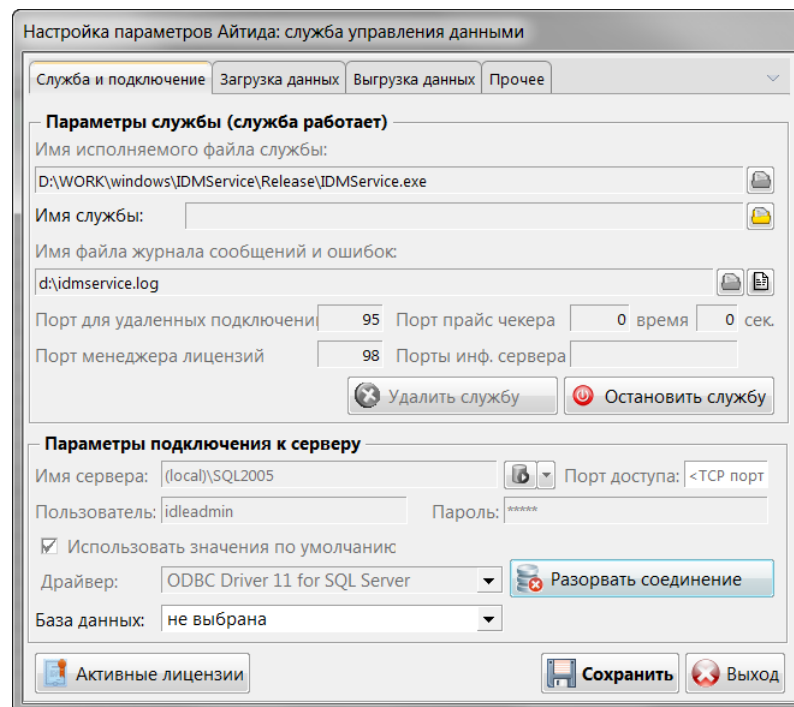 Настройка параметров Айтида: служба управления данными
Служба и подключение Загрузка данных Выгрузка данных Прочее
Параметры службы (служба работает)
Имя исполняемого файла службы:
D:\WORK\windows\IDMService\Release\IDMService.exe
Имя службы:
Имя файла журнала сообщений и ошибок:
d:\idmservice.log
Порт для удаленных подключени 95 Порт прайс чекера 0 время 0 сек.
Порт менеджера лицензий 98 Порты инф. сервера
Удалить службу Остановить службу
Параметры подключения к серверу
Имя сервера: (local)\SQL2005 Порт доступа: <TCP порт
Пользователь: idleadmin Пароль: *****
Использовать значения по умолчанию
Драйвер: ODBC Driver 11 for SQL Server Разорвать соединение
База данных: не выбрана
Активные лицензии Сохранить Выход